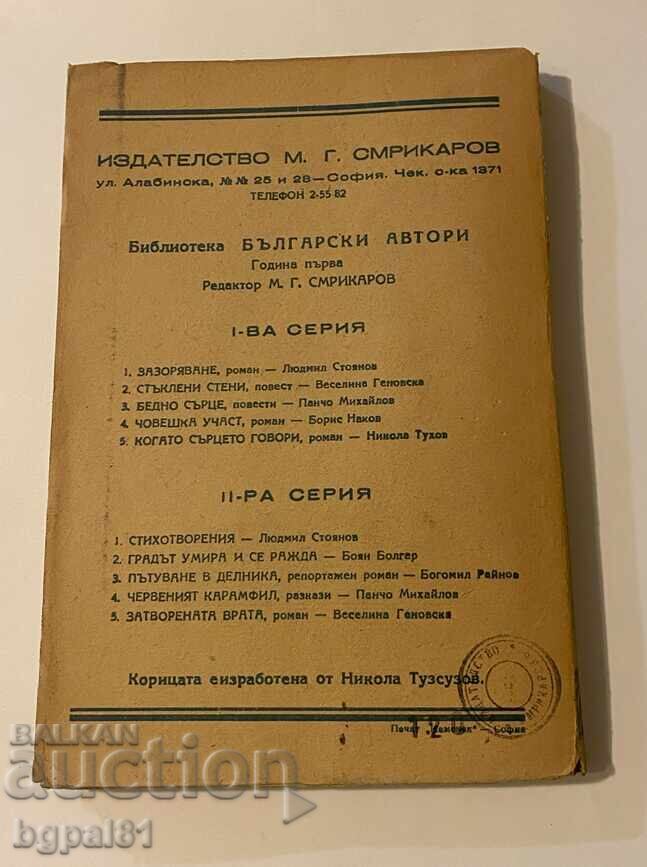 ИЗДАТЕЛСТВО М. Г. СМРИКАРОВ
ул. Алабинска, №№ 25 и 28—София. Чек. с-ка 1371
ТЕЛЕФОН 2-55 82
Библиотека БЪЛГАРСКИ АВТОРИ
Година първа
Редактор М. Г. СМРИКАРОВ
I-ВА СЕРИЯ
1. ЗАЗОРЯВАНЕ, роман — Людмил Стоянов
2. СТЪКЛЕНИ СТЕНИ, повест — Веселина Геновска
3. БЕДНО СЪРЦЕ, повести — Панчо Михайлов
4. ЧОВЕШКА УЧАСТ, роман — Борис Наков
5. КОГАТО СЪРЦЕТО ГОВОРИ, роман — Никола Тухов
II-РА СЕРИЯ
1. СТИХОТВОРЕНИЯ — Людмил Стоянов
2. ГРАДЪТ УМИРА И СЕ РАЖДА — Боян Болгер
3. ПЪТУВАНЕ В ДЕЛНИКА, репортажен роман — Богомил Райнов
4. ЧЕРВЕНИЯТ КАРАМФИЛ, разкази — Панчо Михайлов
5. ЗАТВОРЕНАТА ВРАТА, роман — Веселина Геновска
Корицата еизработена от Никола Тузсузов.
Печат — София
BALKAN
auction
bgpal81